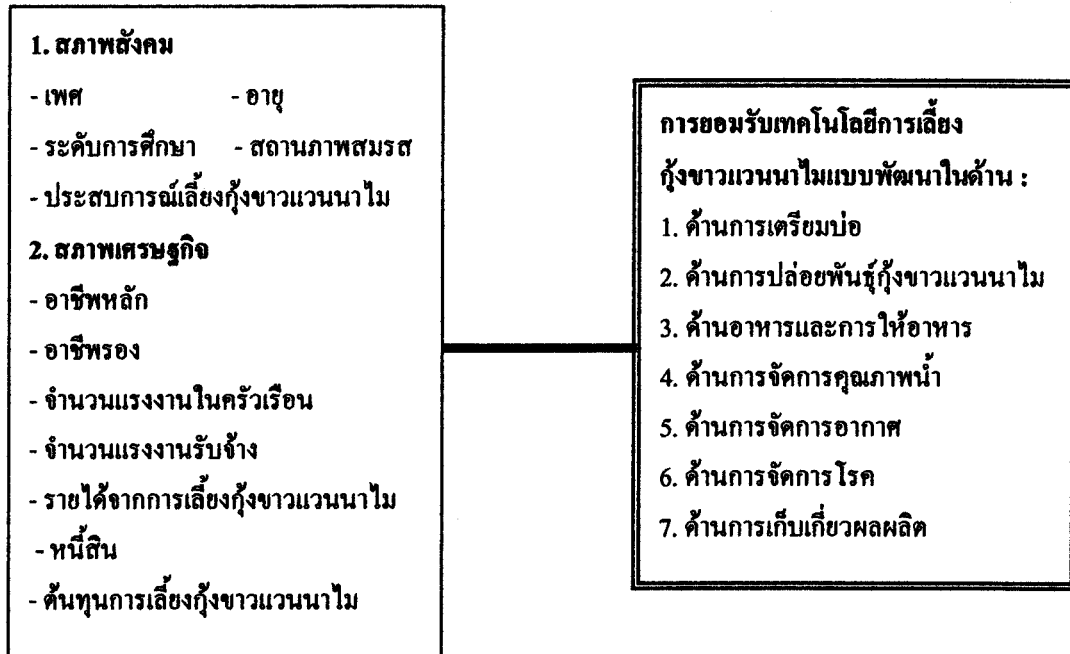 1. สภาพสังคม
- เพศ - อายุ
- ระดับการศึกษา - สถานภาพสมรส
- ประสบการณ์เลี้ยงกุ้งขาวแวนนาไม
2. สภาพเศรษฐกิจ
- อาชีพหลัก
- อาชีพรอง
- จำนวนแรงงานในครัวเรือน
- จำนวนแรงงานรับจ้าง
- รายได้จากการเลี้ยงกุ้งขาวแวนนาไม
- หนี้สิน
- ต้นทุนการเลี้ยงกุ้งขาวแวนนาไม
การยอมรับเทคโนโลยีการเลี้ยง
กุ้งขาวแวนนาไมแบบพัฒนาในด้าน :
1. ด้านการเตรียมบ่อ
2. ด้านการปล่อยพันธุ์กุ้งขาวแวนนาไม
3. ด้านอาหารและการให้อาหาร
4. ด้านการจัดการคุณภาพน้ำ
5. ด้านการจัดการอากาศ
6. ด้านการจัดการโรค
7. ด้านการเก็บเกี่ยวผลผลิต